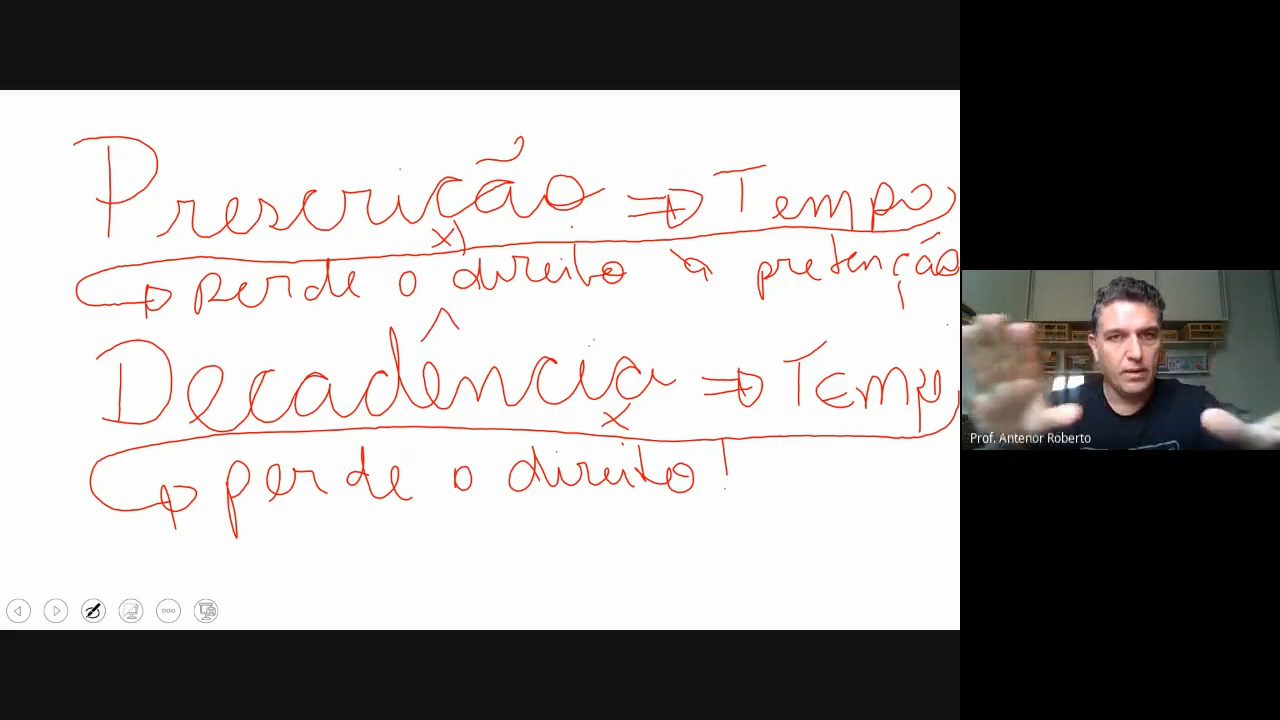 Prescrição => Tempo
perde o direito à pretenção
Decadência => Tempo
perde o direito!
Prof. Antenor Roberto